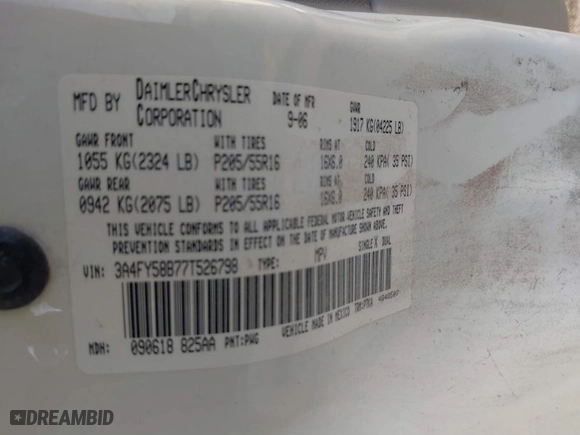 MFD BY DAIMLERCHRYSLER CORPORATION DATE OF MFR 9-06 GVWR 1917 KG(04225 LB)
GAWR FRONT WITH TIRES RIMS AT COLD
1055 KG(2324 LB) P205/55R16 16X6.0 240 KPA( 35 PSI)
GAWR REAR WITH TIRES RIMS AT COLD
0942 KG(2075 LB) P205/55R16 16X6.0 240 KPA( 35 PSI)
THIS VEHICLE CONFORMS TO ALL APPLICABLE FEDERAL MOTOR VEHICLE SAFETY AND THEFT
PREVENTION STANDARDS IN EFFECT ON THE DATE OF MANUFACTURE SHOWN ABOVE.
VIN: 3A4FY58B77T526798 TYPE: MPV SINGLE X DUAL
MDH: 090618 825AA PNT:PWG VEHICLE MADE IN MEXICO TRM:P7KA
DREAMBID